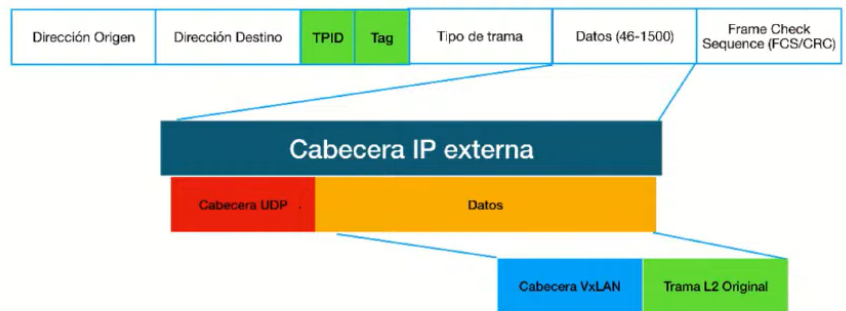 Dirección Origen
Dirección Destino
TPID
Tag
Tipo de trama
Datos (46-1500)
Frame Check
Sequence (FCS/CRC)
Cabecera IP externa
Cabecera UDP
Datos
Cabecera VxLAN
Trama L2 Original